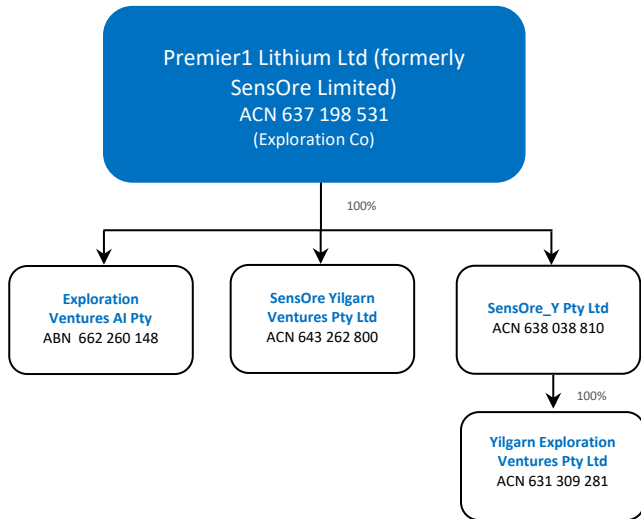 Premier1 Lithium Ltd (formerly
SensOre Limited)
ACN 637 198 531
(Exploration Co)
100%
Exploration
Ventures AI Pty
ABN 662 260 148
SensOre Yilgarn
Ventures Pty Ltd
ACN 643 262 800
SensOre_Y Pty Ltd
ACN 638 038 810
100%
Yilgarn Exploration
Ventures Pty Ltd
ACN 631 309 281